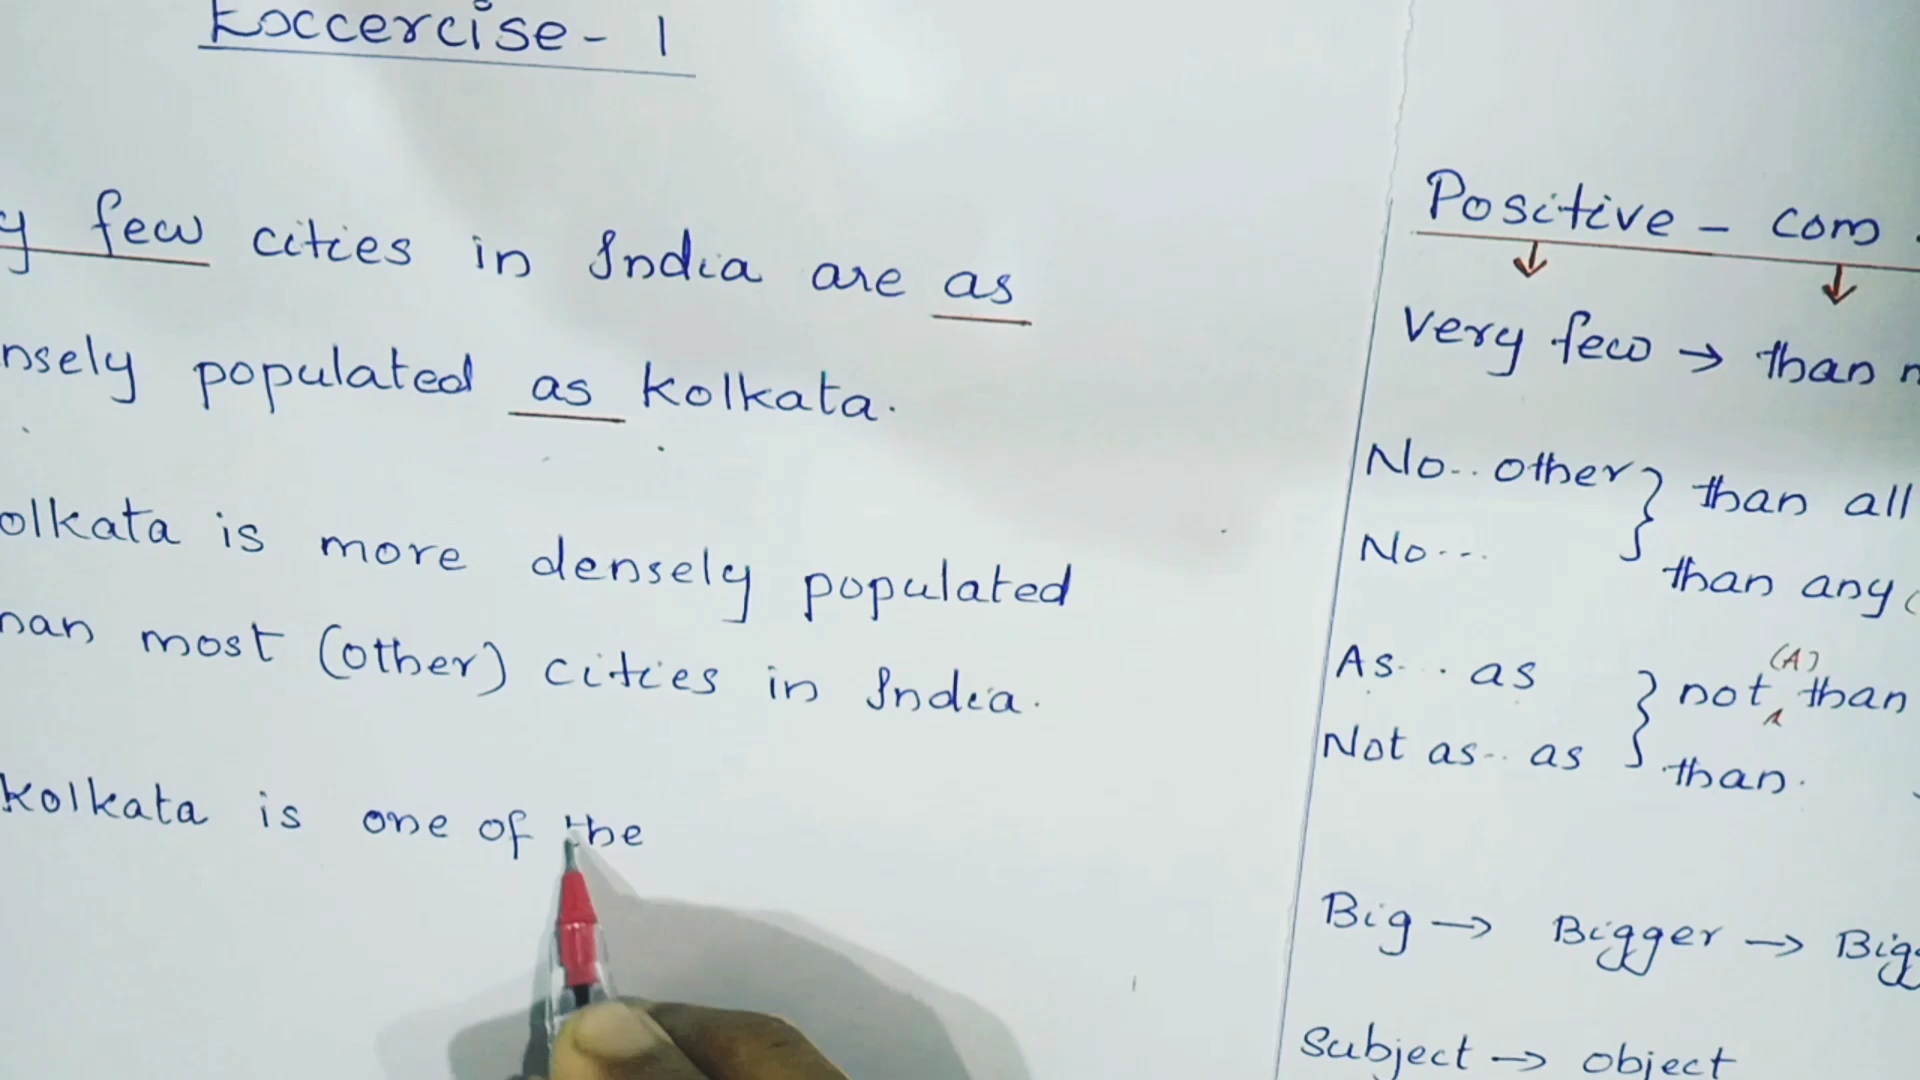 Exccercise - 1
y few cities in India are as
nsely populated as Kolkata.
olkata is more densely populated
han most (other) cities in India.
Kolkata is one of the
Positive - com
Very few → than m
No.. other } than all
No... than any (
As.. as } not (A) than
Not as.. as than.
Big → Bigger → Bigg
Subject → object